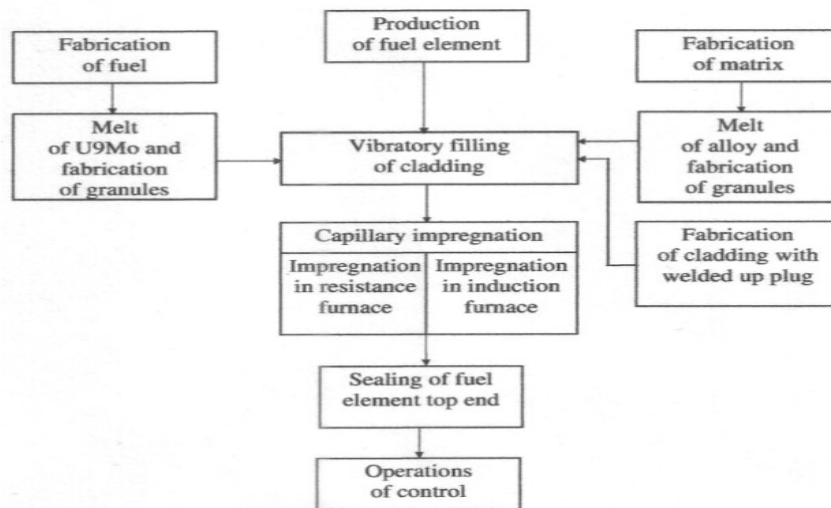 Fabrication
of fuel
Production
of fuel element
Fabrication
of matrix
Melt
of U9Mo and
fabrication
of granules
Vibratory filling
of cladding
Melt
of alloy and
fabrication
of granules
Capillary impregnation
Impregnation
in resistance
furnace
Impregnation
in induction
furnace
Fabrication
of cladding with
welded up plug
Sealing of fuel
element top end
Operations
of control